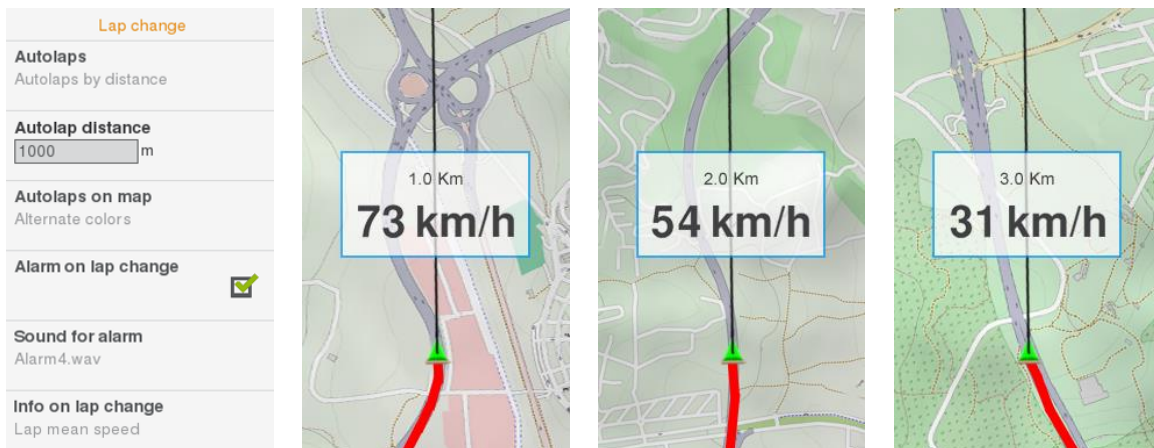 Lap change
Autolaps
Autolaps by distance
Autolap distance
1000 m
Autolaps on map
Alternate colors
Alarm on lap change
Sound for alarm
Alarm4.wav
Info on lap change
Lap mean speed
1.0 Km
73 km/h
2.0 Km
54 km/h
3.0 Km
31 km/h